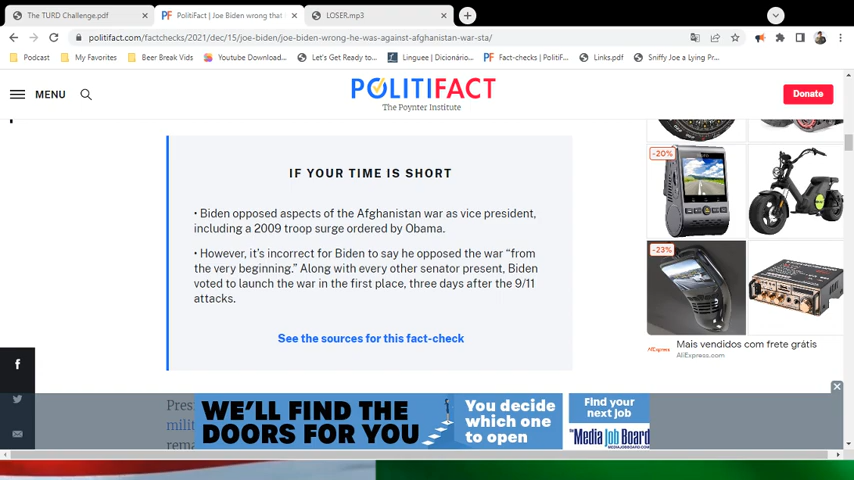 The TURD Challenge.pdf
PolitiFact | Joe Biden wrong that
LOSER.mp3
politifact.com/factchecks/2021/dec/15/joe-biden/joe-biden-wrong-he-was-against-afghanistan-war-sta/
Podcast
My Favorites
Beer Break Vids
Youtube Download...
Let's Get Ready to...
Linguee | Dicionário...
Fact-checks | PolitiF...
Links.pdf
Sniffy Joe a Lying Pr...
MENU
POLITIFACT
The Poynter Institute
Donate
IF YOUR TIME IS SHORT
• Biden opposed aspects of the Afghanistan war as vice president,
including a 2009 troop surge ordered by Obama.
• However, it's incorrect for Biden to say he opposed the war “from
the very beginning.” Along with every other senator present, Biden
voted to launch the war in the first place, three days after the 9/11
attacks.
See the sources for this fact-check
-20%
-23%
AliExpress
Mais vendidos com frete grátis
AliExpress.com
Pres
milit
rema
WE'LL FIND THE
DOORS FOR YOU
You decide
which one
to open
Find your
next job
MediaJobBoard
MEDIAJOBBOARD.COM